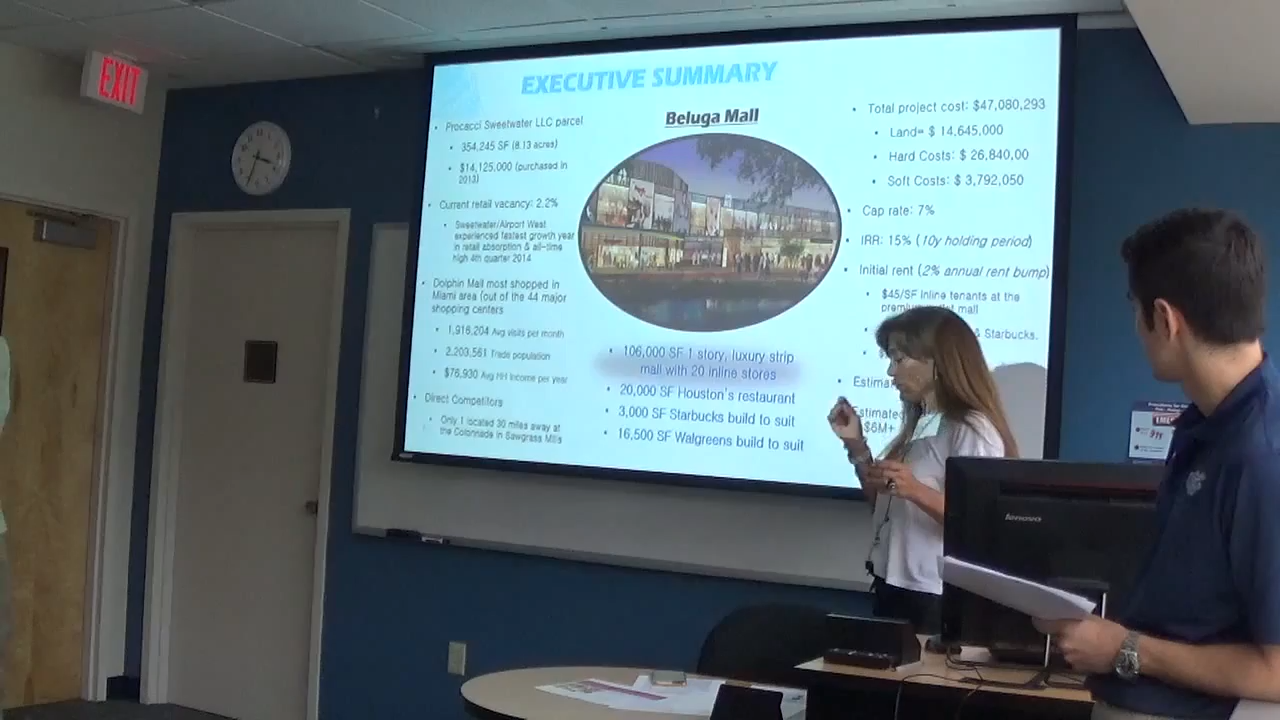 EXIT
EXECUTIVE SUMMARY
Procacci Sweetwater LLC parcel
354,245 SF (8.13 acres)
$14,125,000 (purchased in
2013)
Current retail vacancy: 2.2%
Sweetwater/Airport West
experienced fastest growth year
in retail absorption & all-time
high 4th quarter 2014
Dolphin Mall most shopped in
Miami area (out of the 44 major
shopping centers
1,916,204 Avg visits per month
2,203,561 Trade population
$76,930 Avg HH Income per year
Direct Competitors
Only 1 located 30 miles away at
the Colonnade in Sawgrass Mills
Beluga Mall
106,000 SF 1 story, luxury strip
mall with 20 inline stores
20,000 SF Houston's restaurant
3,000 SF Starbucks build to suit
16,500 SF Walgreens build to suit
Total project cost: $47,080,293
Land= $ 14,645,000
Hard Costs: $ 26,840,00
Soft Costs: $ 3,792,050
Cap rate: 7%
IRR: 15% (10y holding period)
Initial rent (2% annual rent bump)
$45/SF Inline tenants at the
mall
& Starbucks.
Estimated
$6M+
lenovo